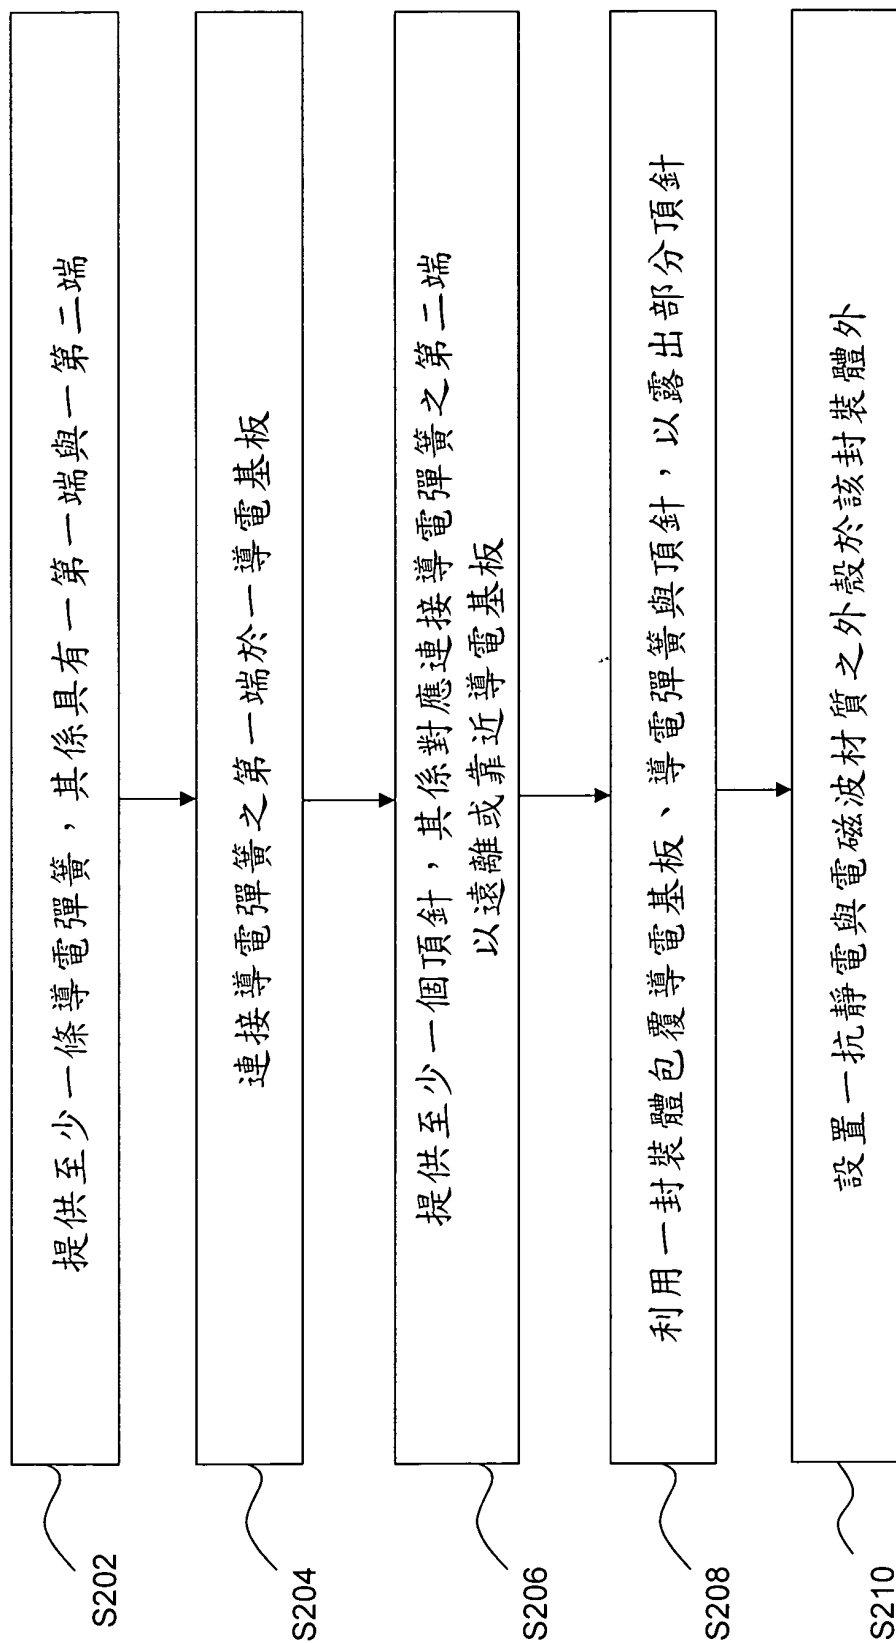 S202
提供至少一條導電彈簧，其係具有一第一端與一第二端
S204
連接導電彈簧之第一端於一導電基板
S206
提供至少一個頂針，其係對應連接導電彈簧之第二端
以遠離或靠近導電基板
S208
利用一封裝體包覆導電基板、導電彈簧與頂針，以露出部分頂針
S210
設置一抗靜電與電磁波材質之外殼於該封裝體外